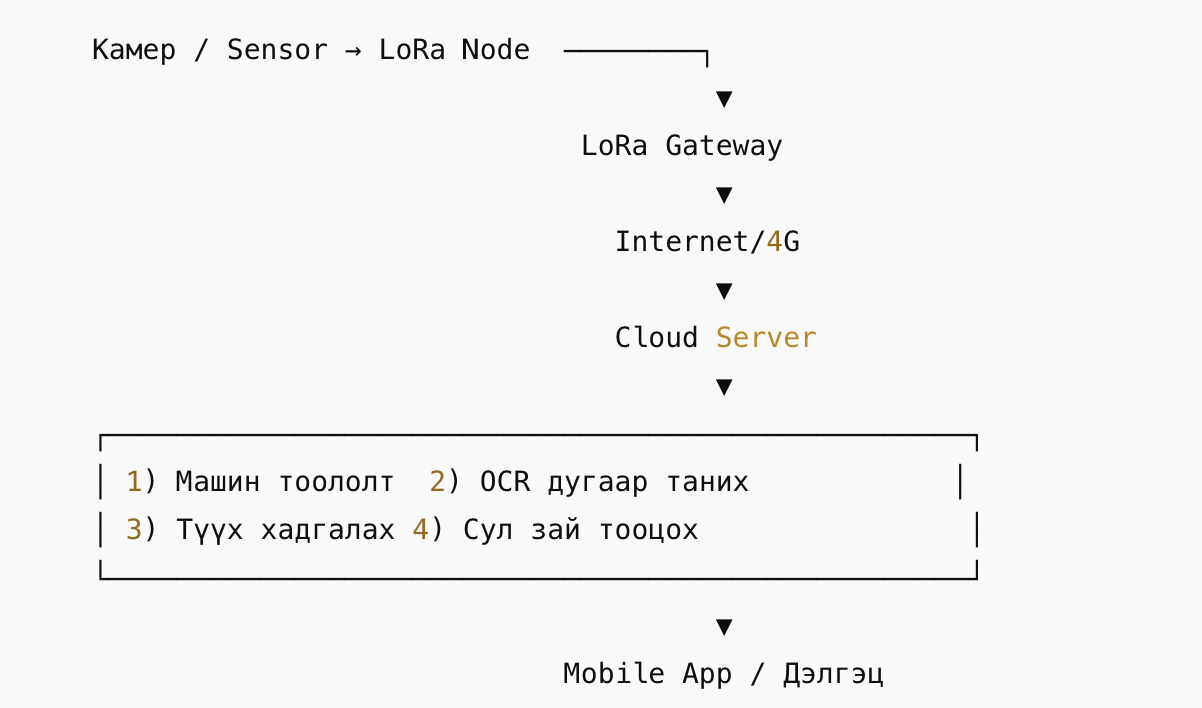 Камер / Sensor → LoRa Node
LoRa Gateway
Internet/4G
Cloud Server
1) Машин тоололт 2) OCR дугаар таних
3) Түүх хадгалах 4) Сул зай тооцох
Mobile App / Дэлгэц